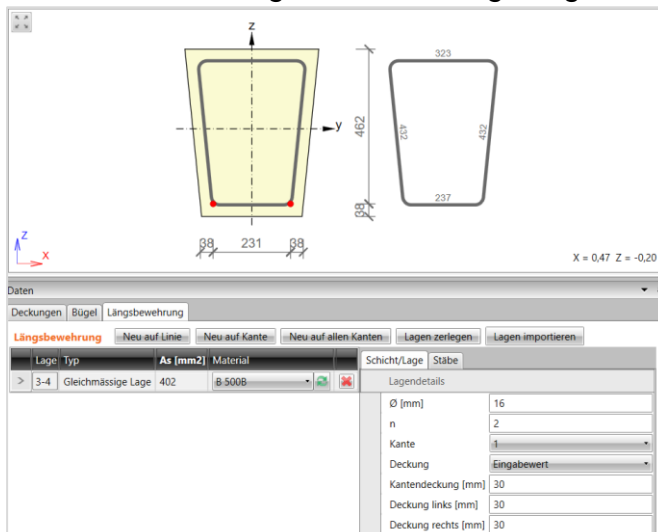 z
323
y
462
432
432
237
38
38
231
38
Z
X
X = 0,47 Z = -0,20
Daten
Deckungen Bügel Längsbewehrung
Längsbewehrung Neu auf Linie Neu auf Kante Neu auf allen Kanten Lagen zerlegen Lagen importieren
Lage Typ As [mm2] Material Schicht/Lage Stäbe
> 3-4 Gleichmässige Lage 402 B 500B Lagendetails
Ø [mm] 16
n 2
Kante 1
Deckung Eingabewert
Kantendeckung [mm] 30
Deckung links [mm] 30
Deckung rechts [mm] 30